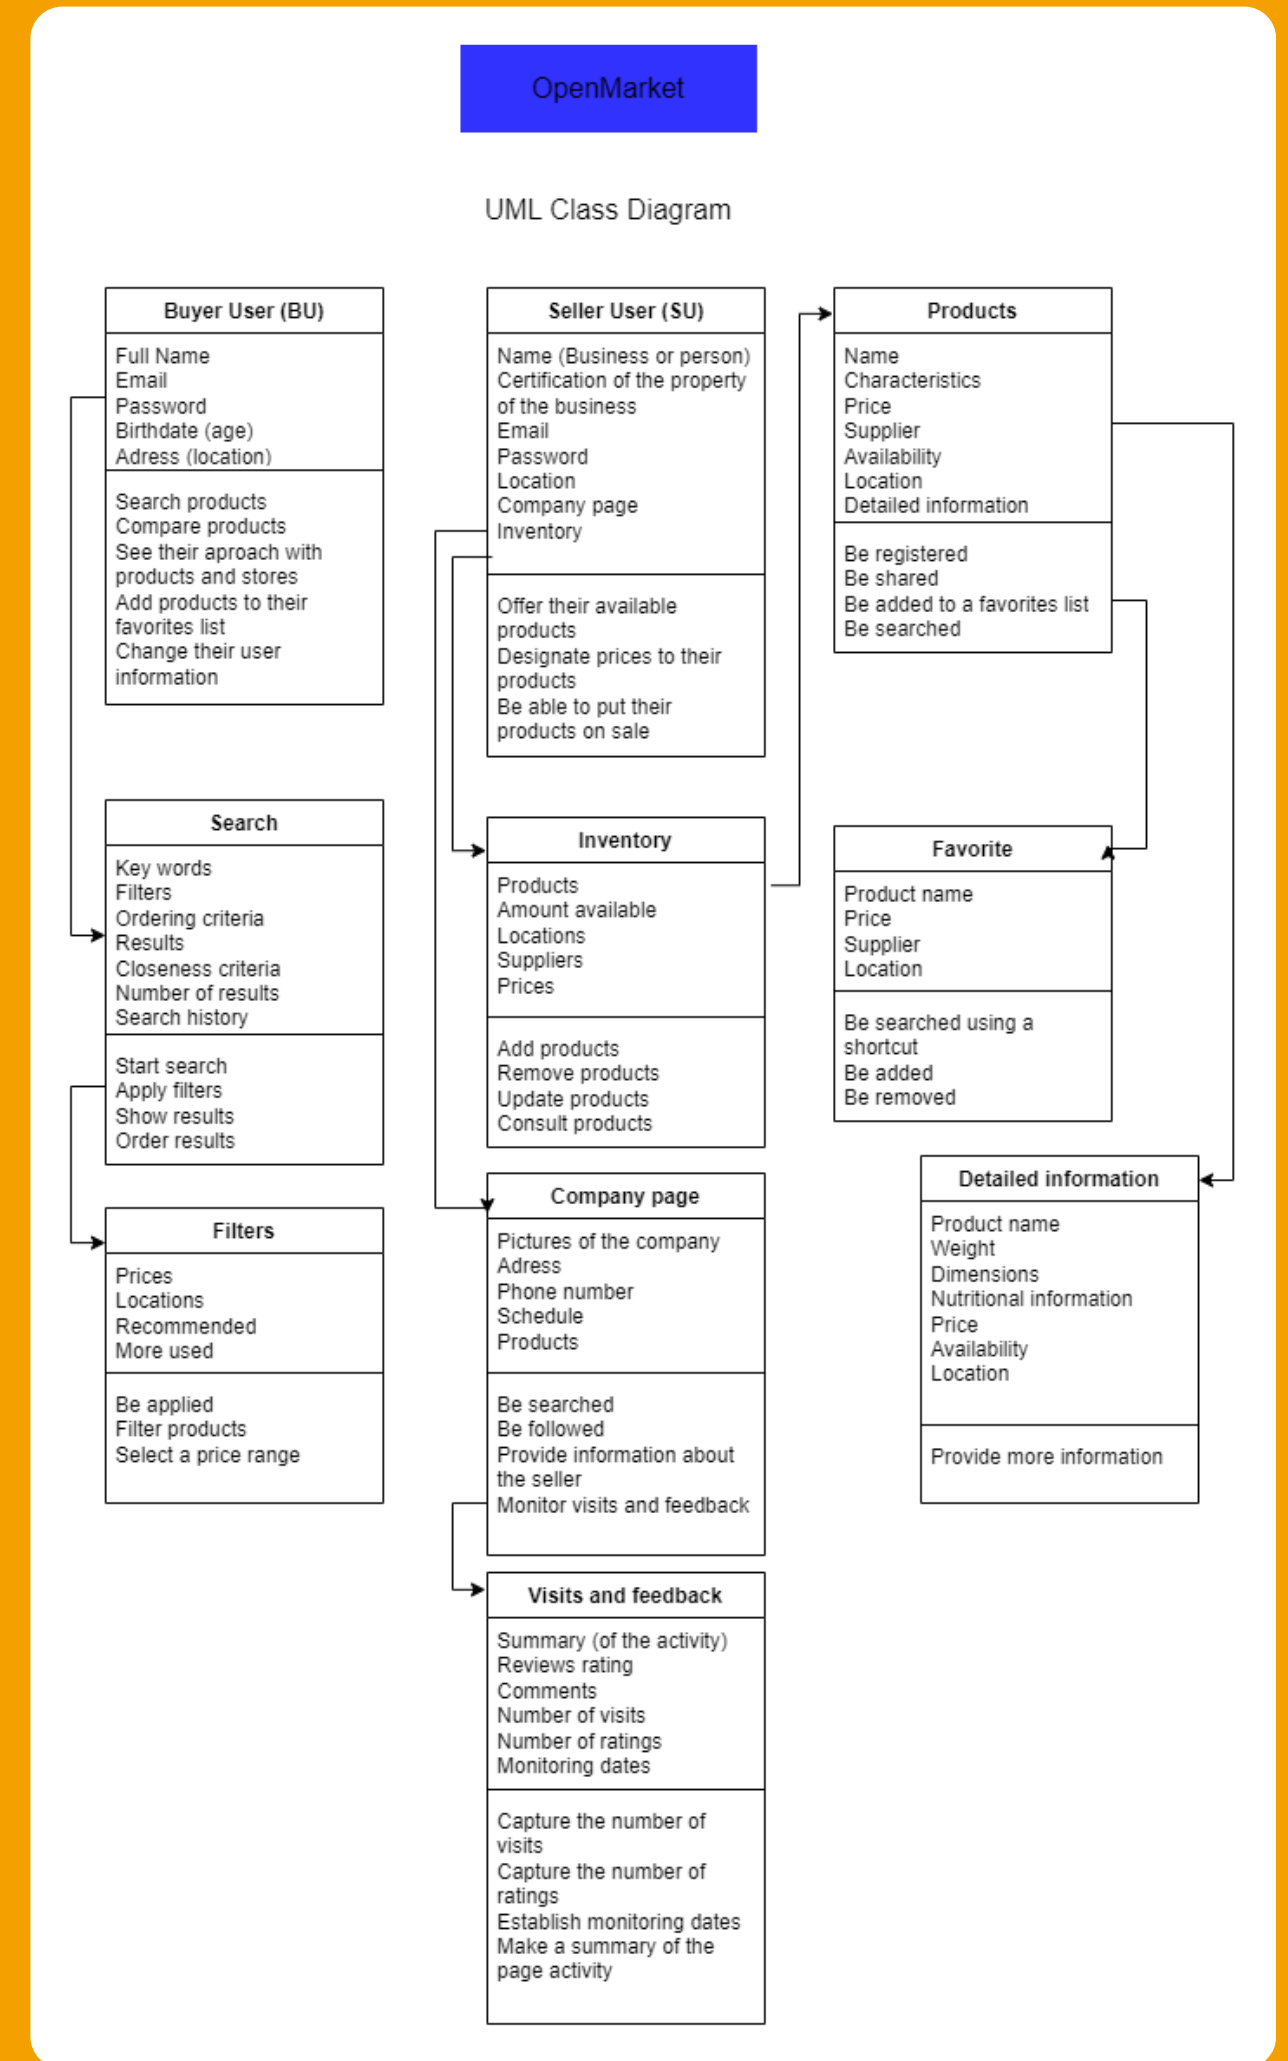 OpenMarket
UML Class Diagram
Buyer User (BU)
Full Name
Email
Password
Birthdate (age)
Adress (location)
Search products
Compare products
See their aproach with
products and stores
Add products to their
favorites list
Change their user
information
Search
Key words
Filters
Ordering criteria
Results
Closeness criteria
Number of results
Search history
Start search
Apply filters
Show results
Order results
Filters
Prices
Locations
Recommended
More used
Be applied
Filter products
Select a price range
Seller User (SU)
Name (Business or person)
Certification of the property
of the business
Email
Password
Location
Company page
Inventory
Offer their available
products
Designate prices to their
products
Be able to put their
products on sale
Inventory
Products
Amount available
Locations
Suppliers
Prices
Add products
Remove products
Update products
Consult products
Company page
Pictures of the company
Adress
Phone number
Schedule
Products
Be searched
Be followed
Provide information about
the seller
Monitor visits and feedback
Visits and feedback
Summary (of the activity)
Reviews rating
Comments
Number of visits
Number of ratings
Monitoring dates
Capture the number of
visits
Capture the number of
ratings
Establish monitoring dates
Make a summary of the
page activity
Products
Name
Characteristics
Price
Supplier
Availability
Location
Detailed information
Be registered
Be shared
Be added to a favorites list
Be searched
Favorite
Product name
Price
Supplier
Location
Be searched using a
shortcut
Be added
Be removed
Detailed information
Product name
Weight
Dimensions
Nutritional information
Price
Availability
Location
Provide more information